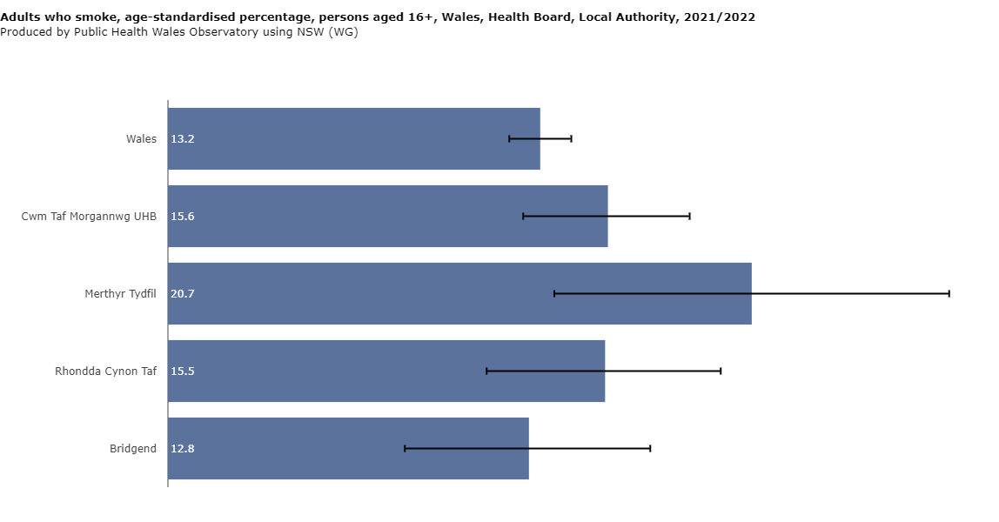 Adults who smoke, age-standardised percentage, persons aged 16+, Wales, Health Board, Local Authority, 2021/2022
Produced by Public Health Wales Observatory using NSW (WG)
Wales 13.2
Cwm Taf Morgannwg UHB 15.6
Merthyr Tydfil 20.7
Rhondda Cynon Taf 15.5
Bridgend 12.8